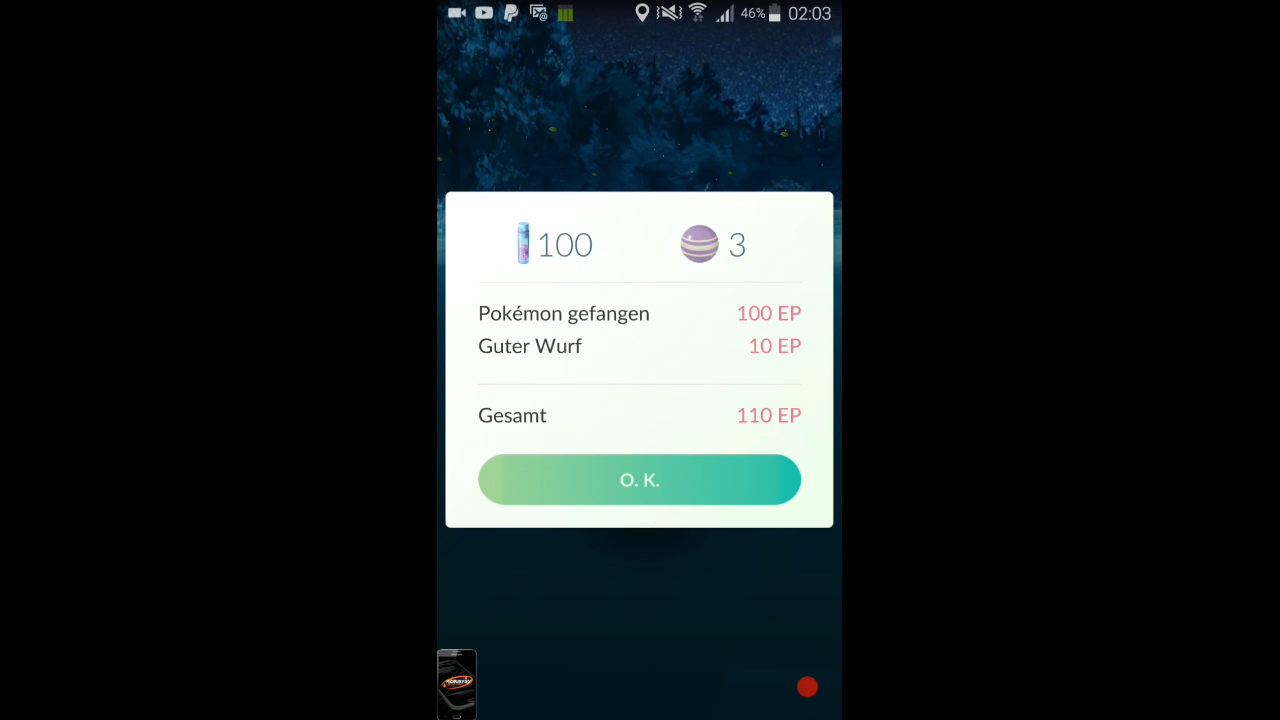 46% 02:03
100 3
Pokémon gefangen 100 EP
Guter Wurf 10 EP
Gesamt 110 EP
O. K.